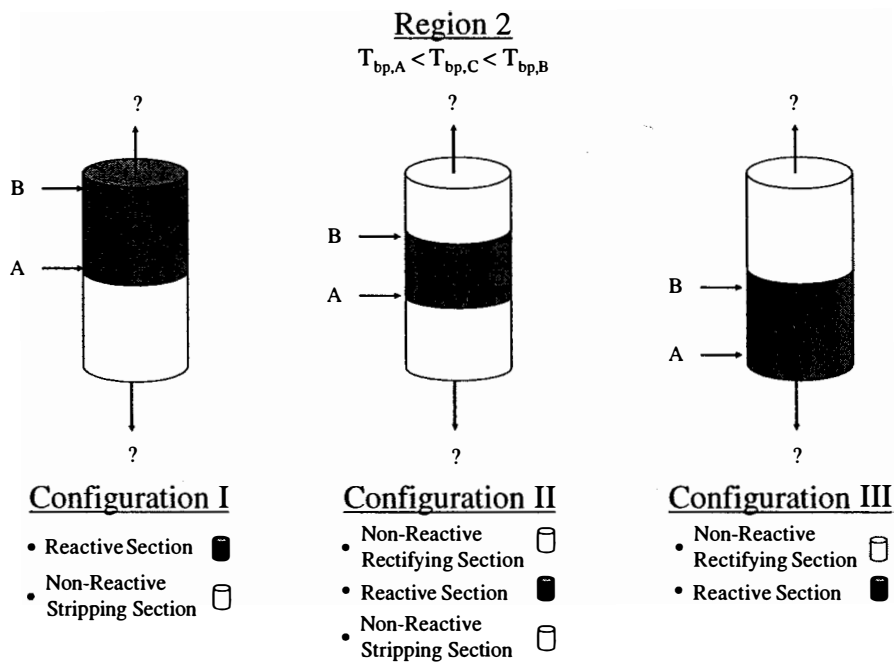 Region 2
T_bp,A < T_bp,C < T_bp,B
?
?
?
B
A
B
A
B
A
?
?
?
Configuration I
• Reactive Section
• Non-Reactive
Stripping Section
Configuration II
• Non-Reactive
Rectifying Section
• Reactive Section
• Non-Reactive
Stripping Section
Configuration III
• Non-Reactive
Rectifying Section
• Reactive Section